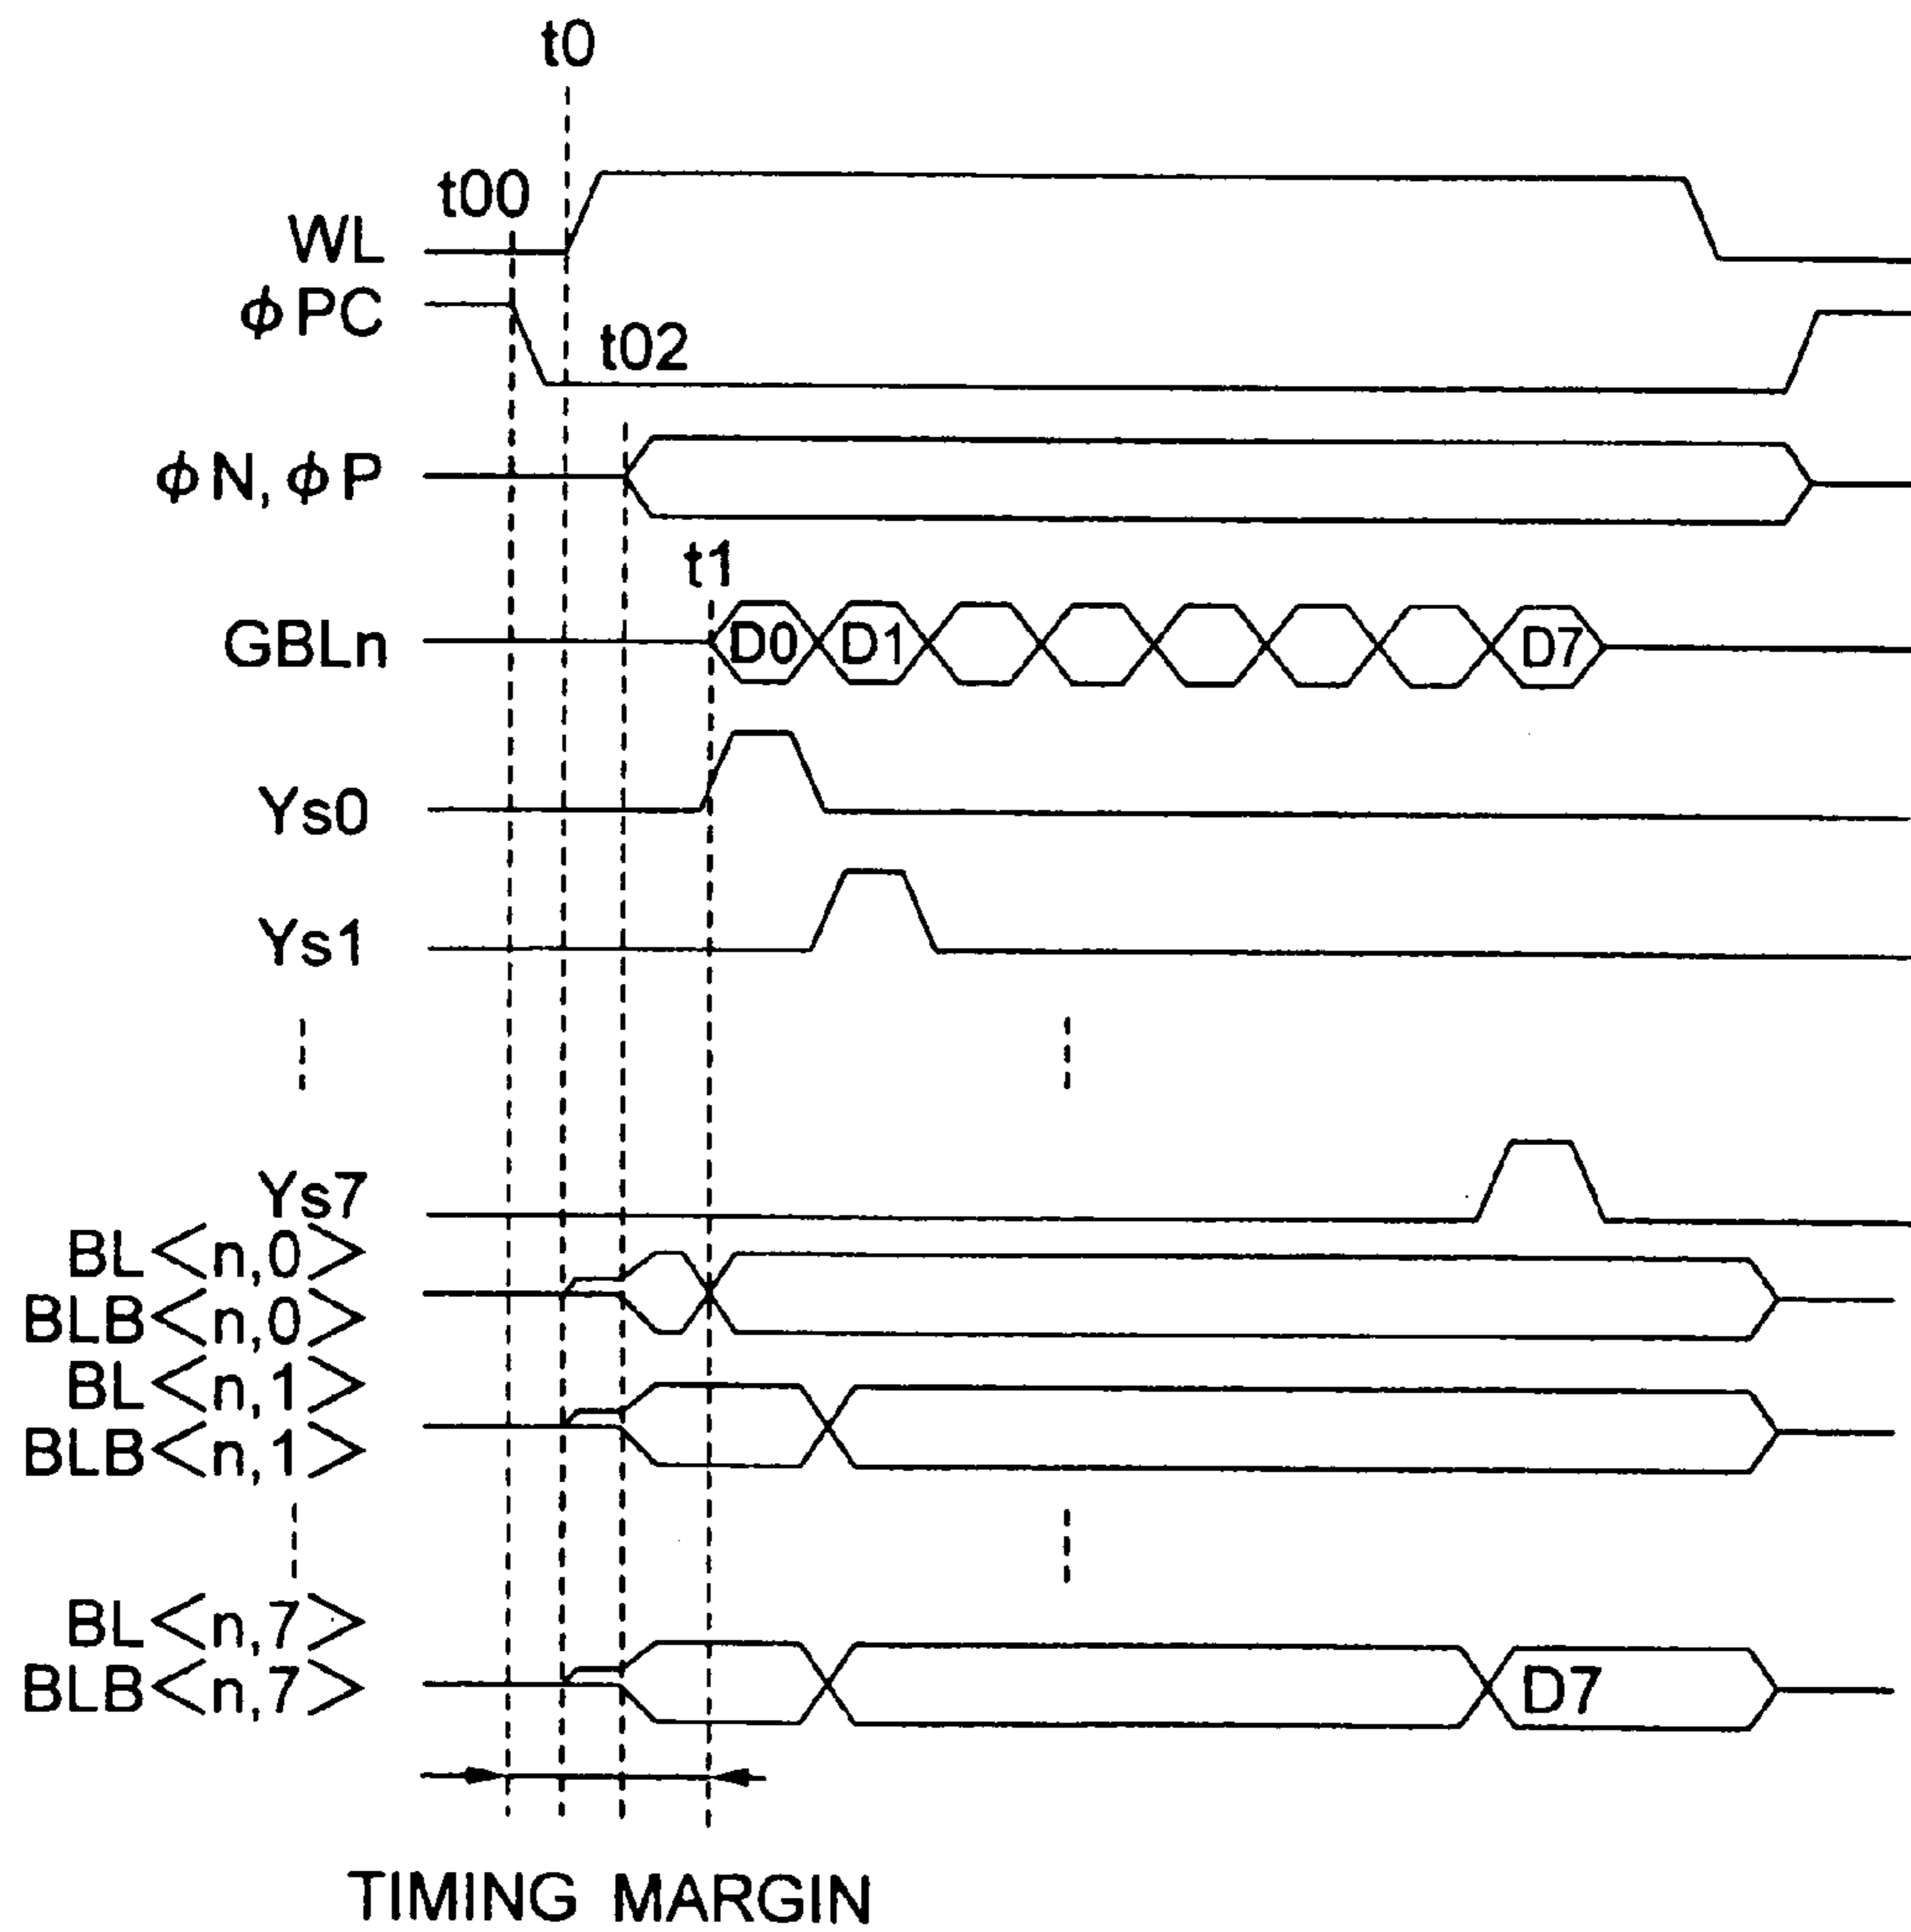 t0
t00
WL
ϕPC
t02
ϕN, ϕP
t1
GBLn D0 D1 D7
Ys0
Ys1
Ys7
BL<n,0>
BLB<n,0>
BL<n,1>
BLB<n,1>
BL<n,7>
BLB<n,7> D7
TIMING MARGIN